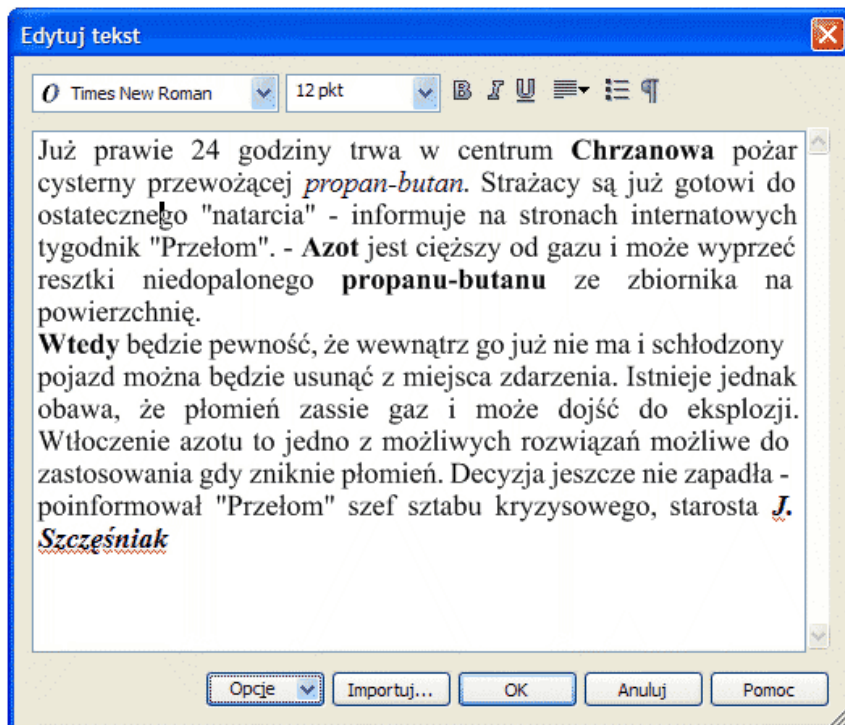 Edytuj tekst
O Times New Roman 12 pkt B I U ¶
Już prawie 24 godziny trwa w centrum Chrzanowa pożar
cysterny przewożącej propan-butan. Strażacy są już gotowi do
ostatecznego "natarcia" - informuje na stronach internatowych
tygodnik "Przełom". - Azot jest cięższy od gazu i może wyprzeć
resztki niedopalonego propanu-butanu ze zbiornika na
powierzchnię.
Wtedy będzie pewność, że wewnątrz go już nie ma i schłodzony
pojazd można będzie usunąć z miejsca zdarzenia. Istnieje jednak
obawa, że płomień zassie gaz i może dojść do eksplozji.
Wtłoczenie azotu to jedno z możliwych rozwiązań możliwe do
zastosowania gdy zniknie płomień. Decyzja jeszcze nie zapadła -
poinformował "Przełom" szef sztabu kryzysowego, starosta J.
Szczęśniak
Opcje Importuj... OK Anuluj Pomoc